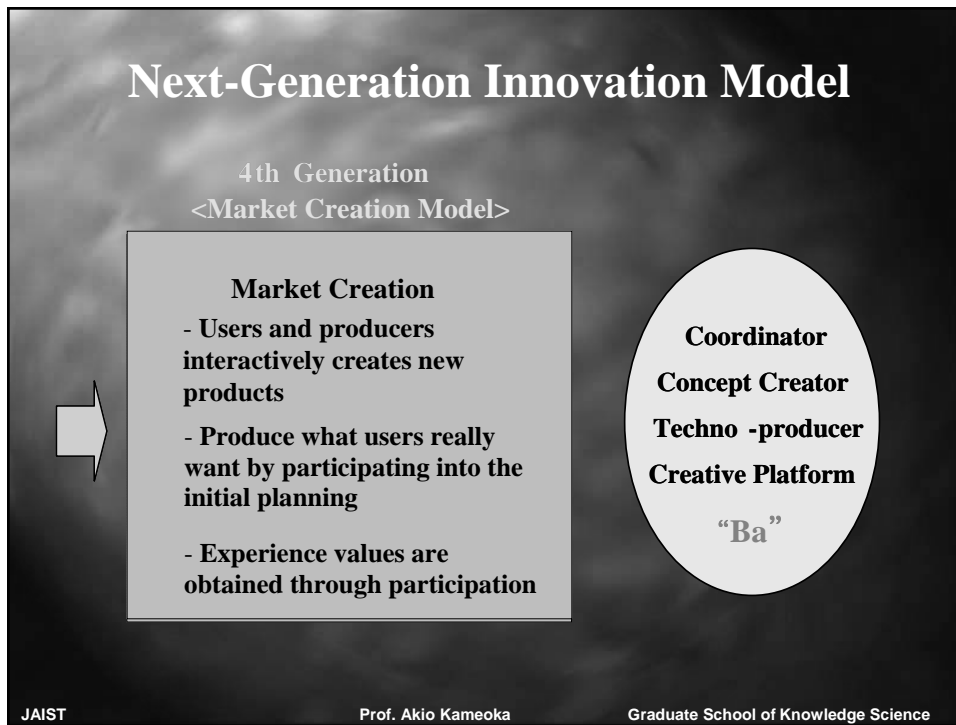 Next-Generation Innovation Model
4th Generation
<Market Creation Model>
Market Creation
- Users and producers
interactively creates new
products
- Produce what users really
want by participating into the
initial planning
- Experience values are
obtained through participation
Coordinator
Concept Creator
Techno -producer
Creative Platform
“Ba”
JAIST Prof. Akio Kameoka Graduate School of Knowledge Science